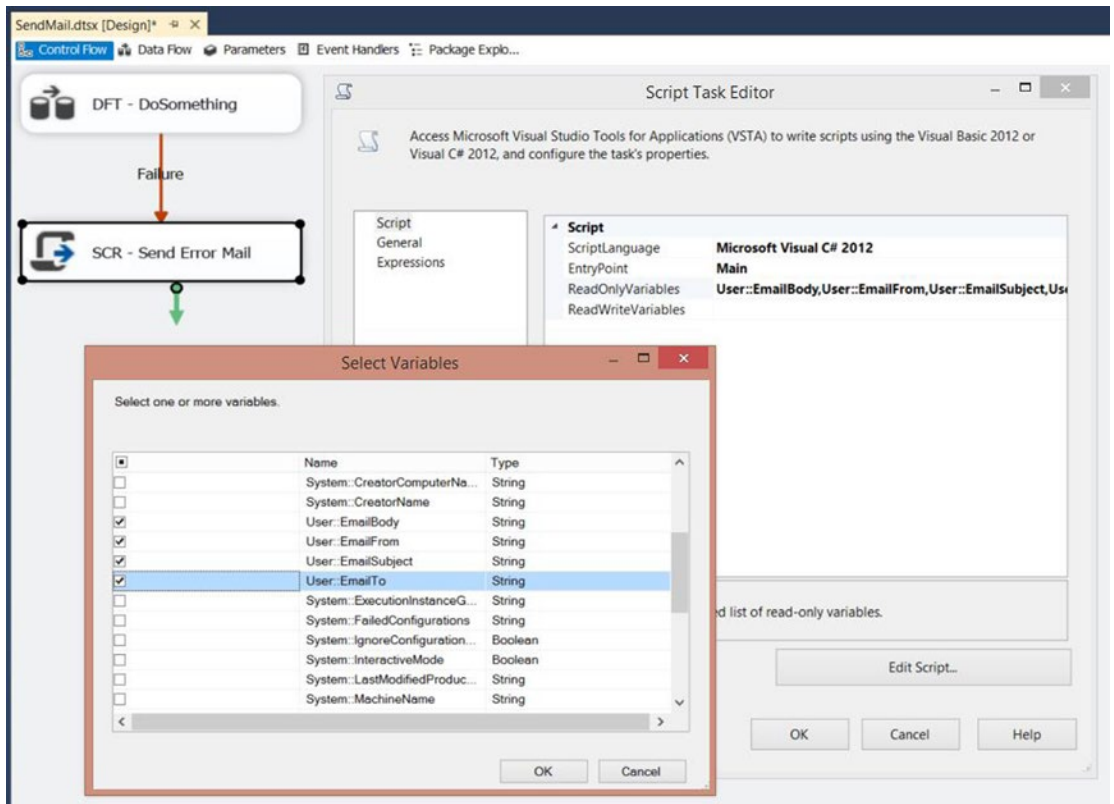 SendMail.dtsx [Design]*
Control Flow Data Flow Parameters Event Handlers Package Explo...
DFT - DoSomething
Failure
SCR - Send Error Mail
Script Task Editor
Access Microsoft Visual Studio Tools for Applications (VSTA) to write scripts using the Visual Basic 2012 or
Visual C# 2012, and configure the task's properties.
Script
General
Expressions
Script
ScriptLanguage Microsoft Visual C# 2012
EntryPoint Main
ReadOnlyVariables User::EmailBody,User::EmailFrom,User::EmailSubject,Use
ReadWriteVariables
Select Variables
Select one or more variables.
Name Type
System::CreatorComputerNa... String
System::CreatorName String
User::EmailBody String
User::EmailFrom String
User::EmailSubject String
User::EmailTo String
System::ExecutionInstanceG... String
System::FailedConfigurations String
System::IgnoreConfiguration... Boolean
System::InteractiveMode Boolean
System::LastModifiedProduc... String
System::MachineName String
OK Cancel
ed list of read-only variables.
Edit Script...
OK Cancel Help